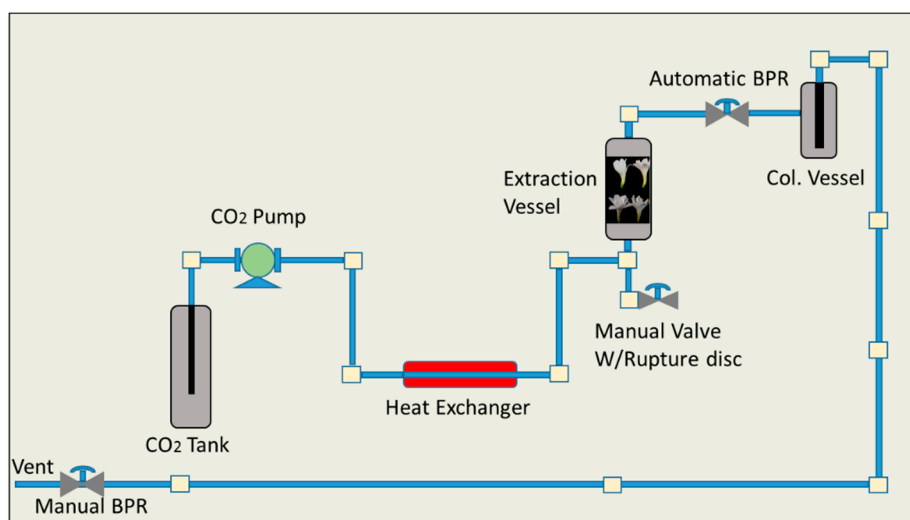 Automatic BPR
Extraction
Vessel
Col. Vessel
CO2 Pump
Manual Valve
W/Rupture disc
Heat Exchanger
CO2 Tank
Vent
Manual BPR